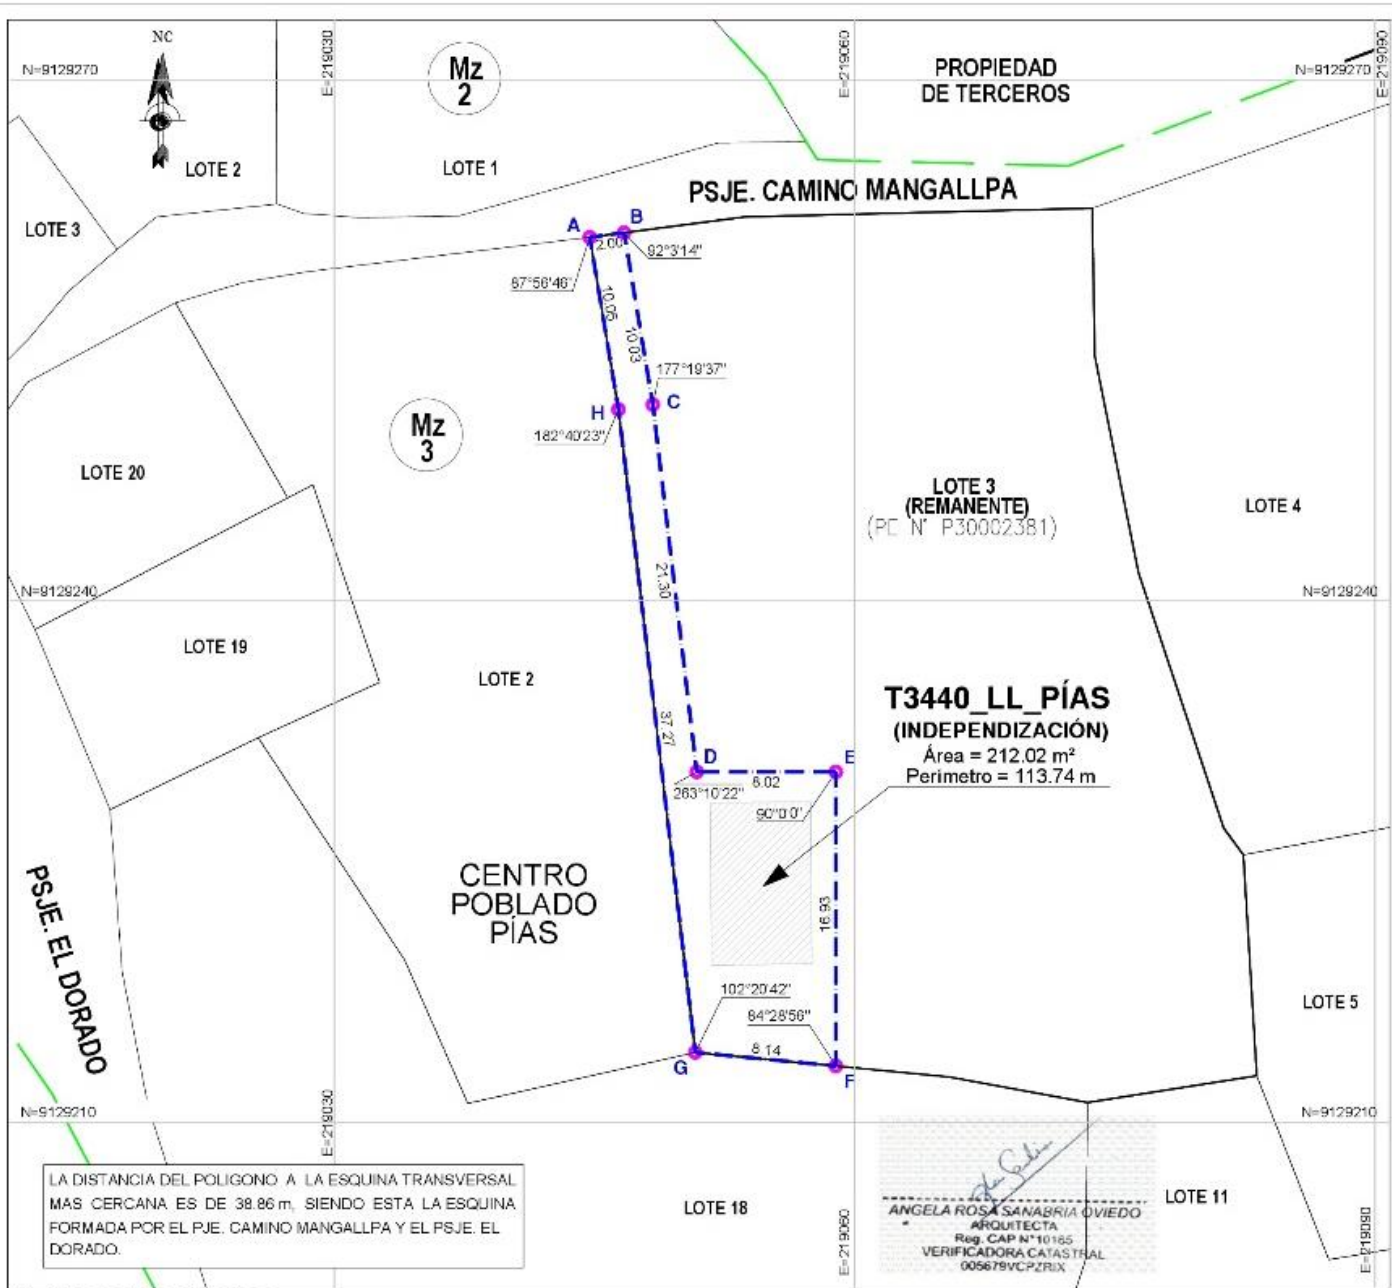 NC
N=9129270
E=219030
Mz
2
E=219060
PROPIEDAD
DE TERCEROS
N=9129270
E=219090
LOTE 2
LOTE 1
LOTE 3
PSJE. CAMINO MANGALLPA
A
B
2.00
92°3'14"
87°56'46"
10.05
10.03
177°19'37"
H
C
182°40'23"
Mz
3
LOTE 20
LOTE 3
(REMANENTE)
(PE N° P30002381)
LOTE 4
N=9129240
N=9129240
21.30
LOTE 19
LOTE 2
37.27
T3440_LL_PÍAS
(INDEPENDIZACIÓN)
Área = 212.02 m²
Perimetro = 113.74 m
D
E
8.02
263°10'22"
90°0'0"
CENTRO
POBLADO
PÍAS
16.93
PSJE. EL DORADO
102°20'42"
84°28'56"
LOTE 5
8.14
G
F
N=9129210
E=219030
N=9129210
LA DISTANCIA DEL POLIGONO A LA ESQUINA TRANSVERSAL
MAS CERCANA ES DE 38.86 m, SIENDO ESTA LA ESQUINA
FORMADA POR EL PJE. CAMINO MANGALLPA Y EL PSJE. EL
DORADO.
LOTE 18
E=219060
ANGELA ROSA SANABRIA OVIEDO
ARQUITECTA
Reg. CAP N°10165
VERIFICADORA CATASTRAL
005679VCPZRIX
LOTE 11
E=219090